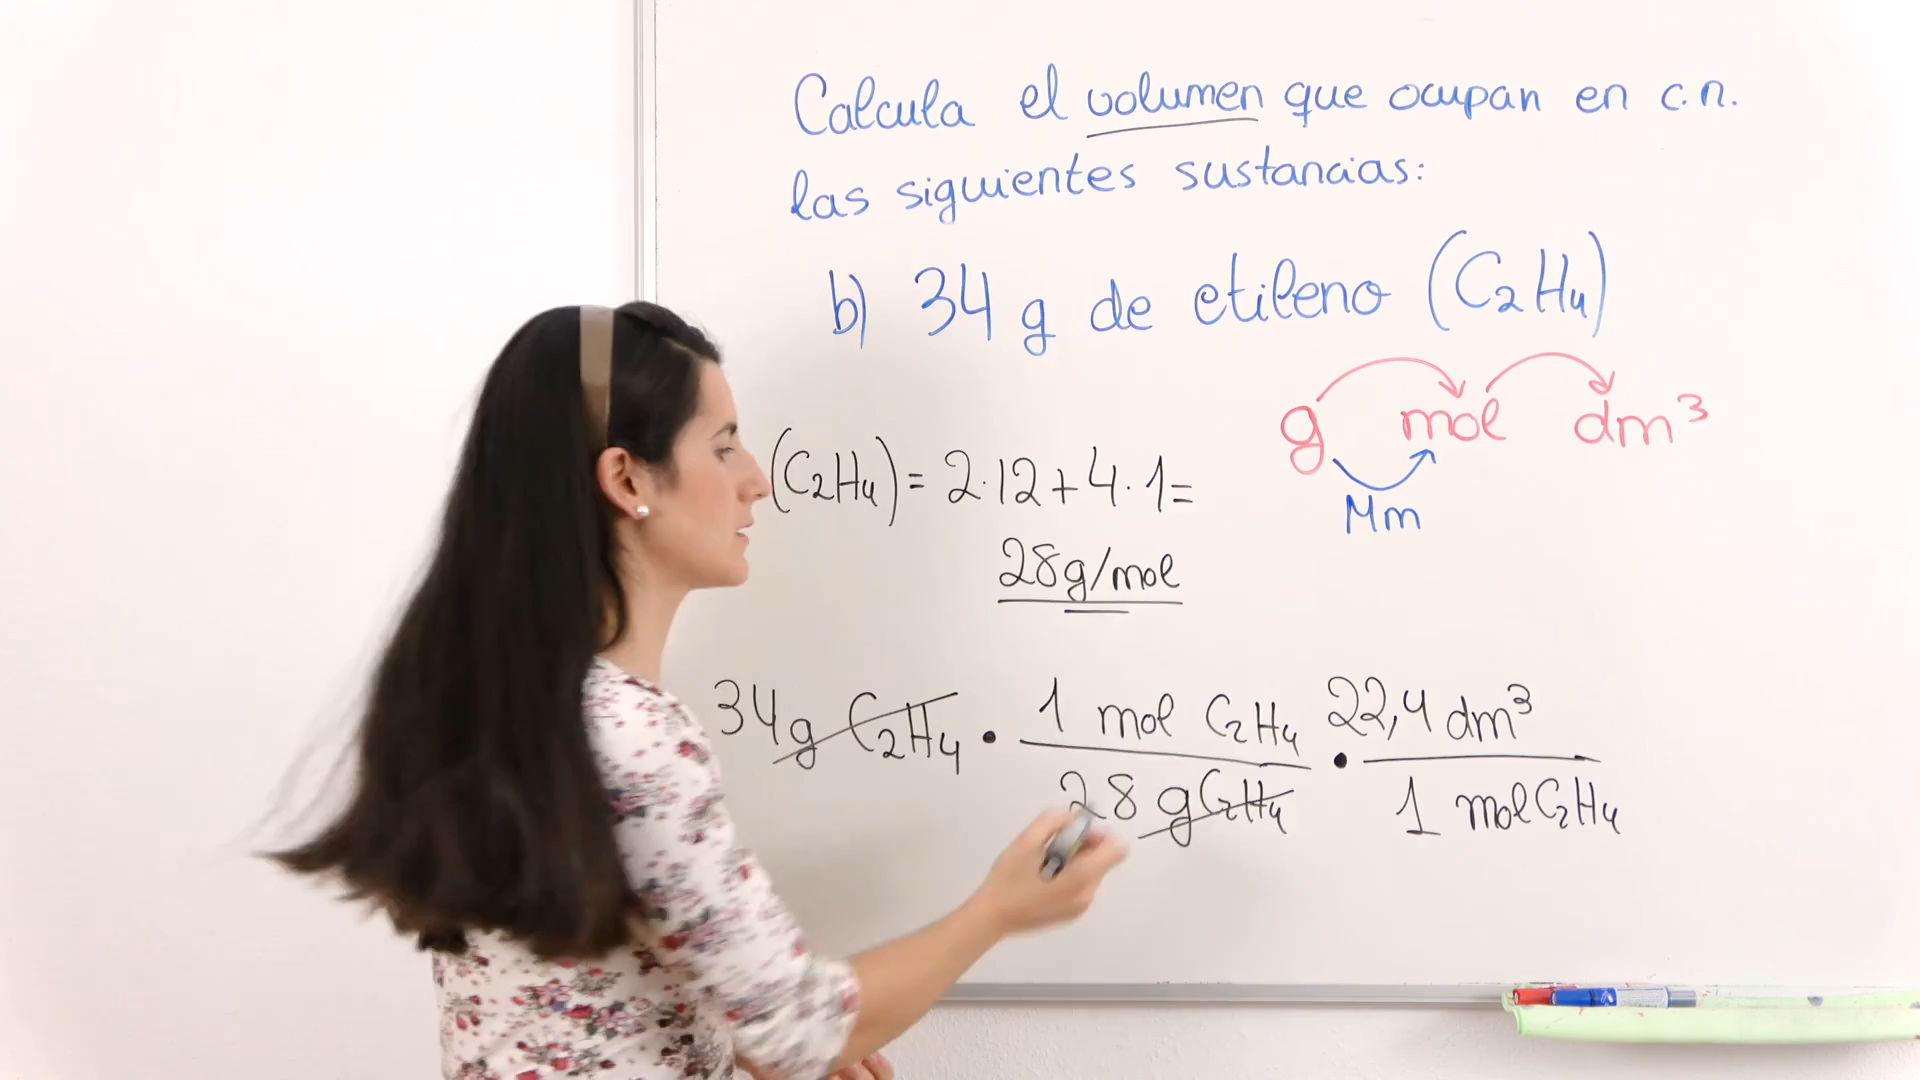 Calcula el volumen que ocupan en c.n.
las siguientes sustancias:
b) 34 g de etileno (C₂H₄)
g mol dm³
Mm
(C₂H₄) = 2·12 + 4·1 =
28g/mol
34g C₂H₄ · 1 mol C₂H₄ · 22,4 dm³
28 g C₂H₄ 1 mol C₂H₄